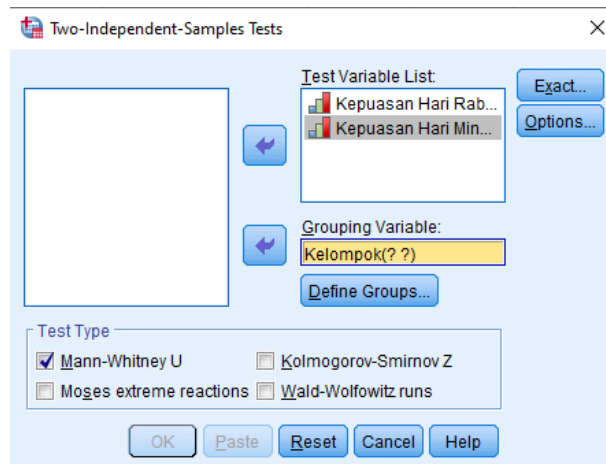 Two-Independent-Samples Tests
Test Variable List:
Kepuasan Hari Rab...
Kepuasan Hari Min...
Exact...
Options...
Grouping Variable:
Kelompok(? ?)
Define Groups...
Test Type
Mann-Whitney U
Kolmogorov-Smirnov Z
Moses extreme reactions
Wald-Wolfowitz runs
OK
Paste
Reset
Cancel
Help